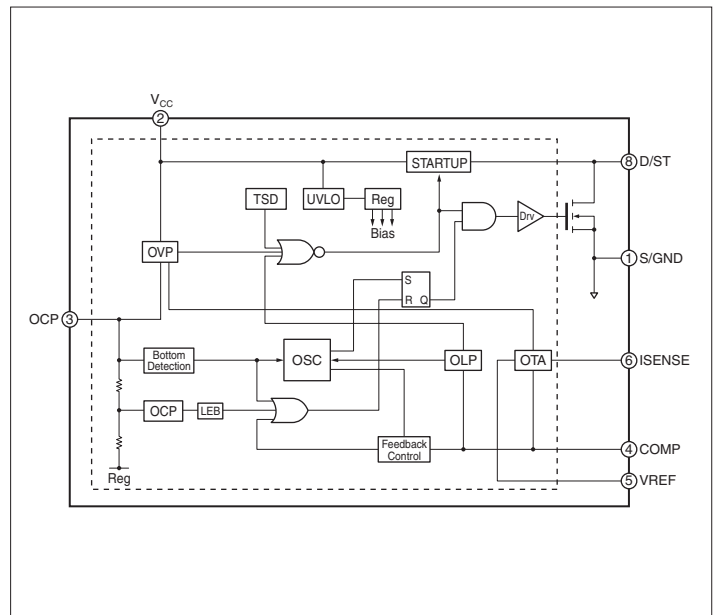 V_CC
2
STARTUP
8 D/ST
TSD
UVLO
Reg
Bias
Drv
OVP
1 S/GND
S
R Q
OCP 3
Bottom
Detection
OSC
OLP
OTA
6 ISENSE
OCP
LEB
Feedback
Control
4 COMP
Reg
5 VREF